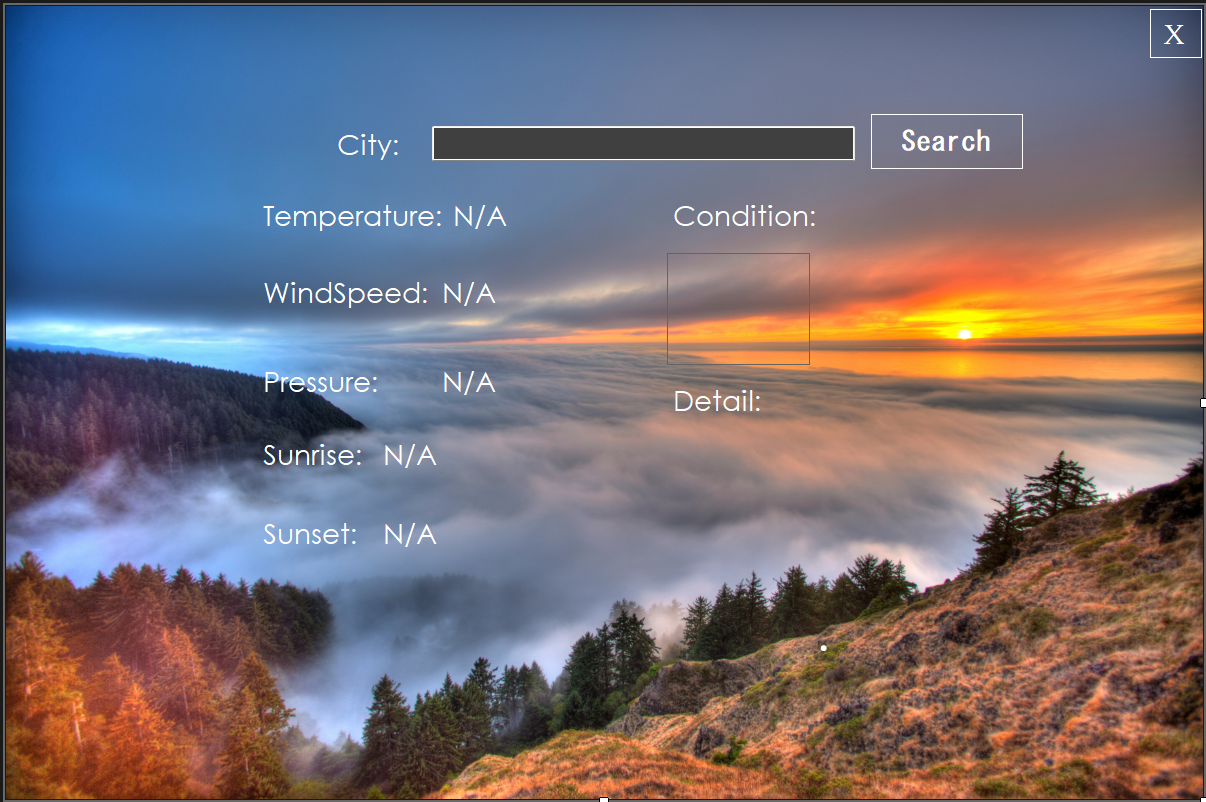 X
City:
Search
Temperature: N/A
Condition:
WindSpeed: N/A
Pressure: N/A
Detail:
Sunrise: N/A
Sunset: N/A